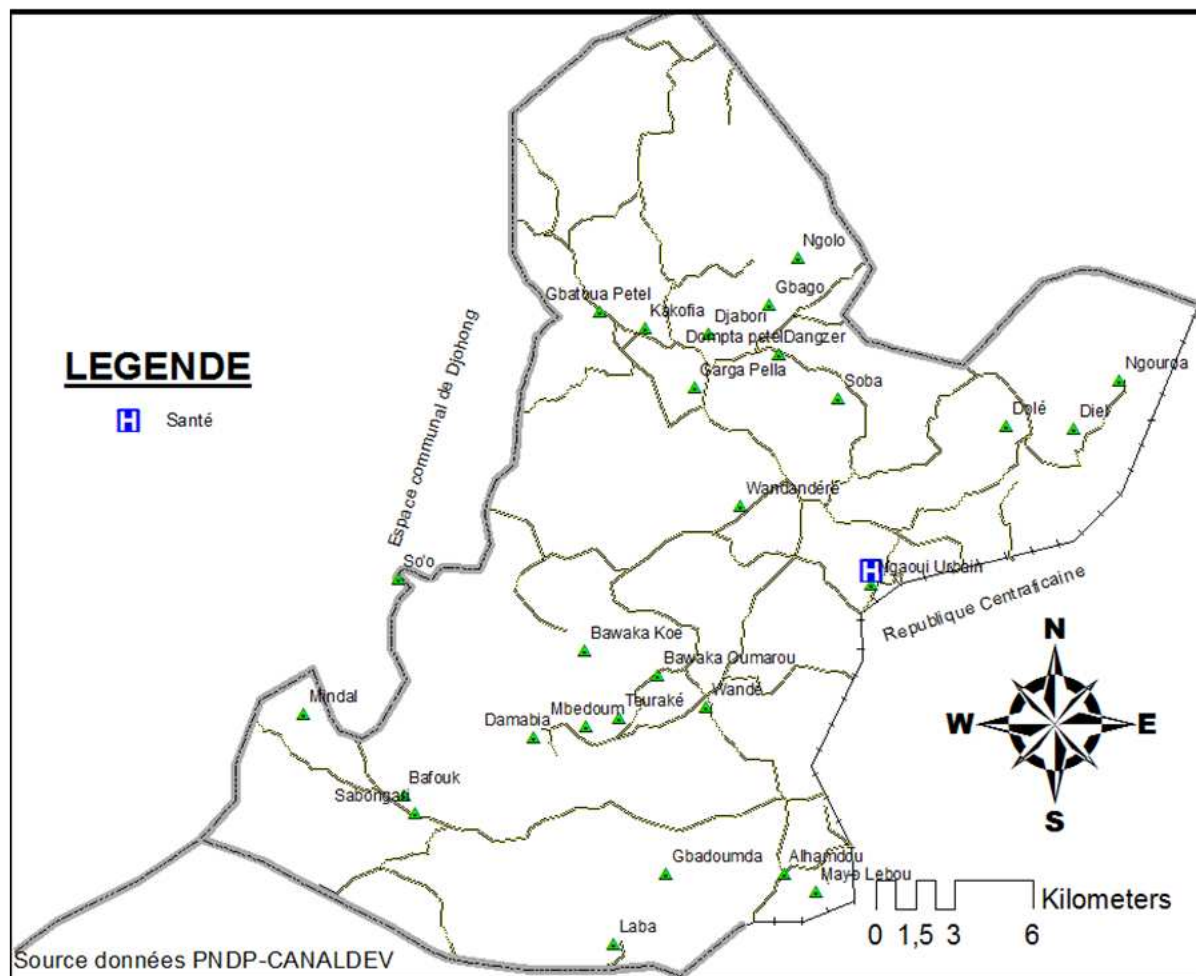 Ngolo
Gbago
Gbatoua Petel
Kakofia
Djabori
Dompta petel
Dangzer
Garga Pella
Soba
Ngouroa
Dolé
Diel
LEGENDE
H Santé
Espace communal de Djohong
Wandandéré
So'o
H
Ngaoui Urbain
Republique Centraficaine
Bawaka Koe
Bawaka Oumarou
Mindal
Teuraké
Wandé
Mbedoum
Damabia
Bafouk
Sabongari
Gbadoumda
Alhamdou
Mayo Lebou
Laba
N
W
E
S
Kilometers
0 1,5 3 6
Source données PNDP-CANALDEV